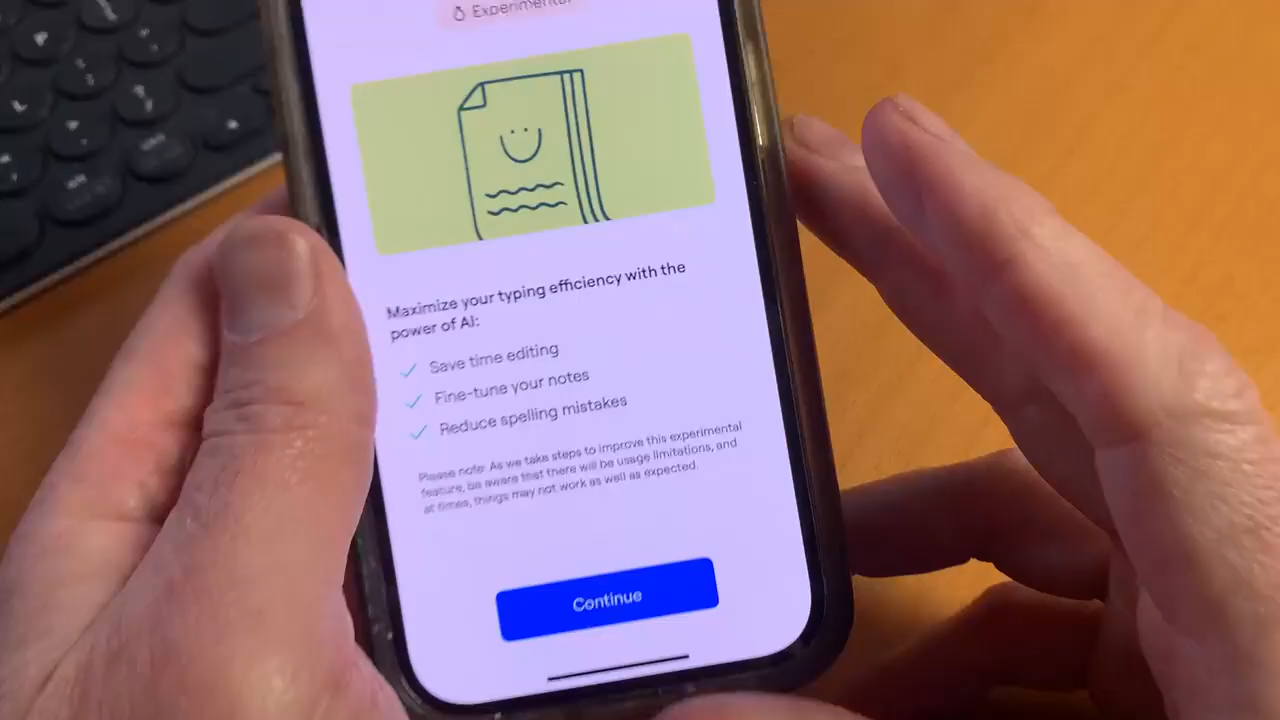 Experimental
Maximize your typing efficiency with the
power of AI:
Save time editing
Fine-tune your notes
Reduce spelling mistakes
Please note: As we take steps to improve this experimental
feature, be aware that there will be usage limitations, and
at times, things may not work as well as expected.
Continue